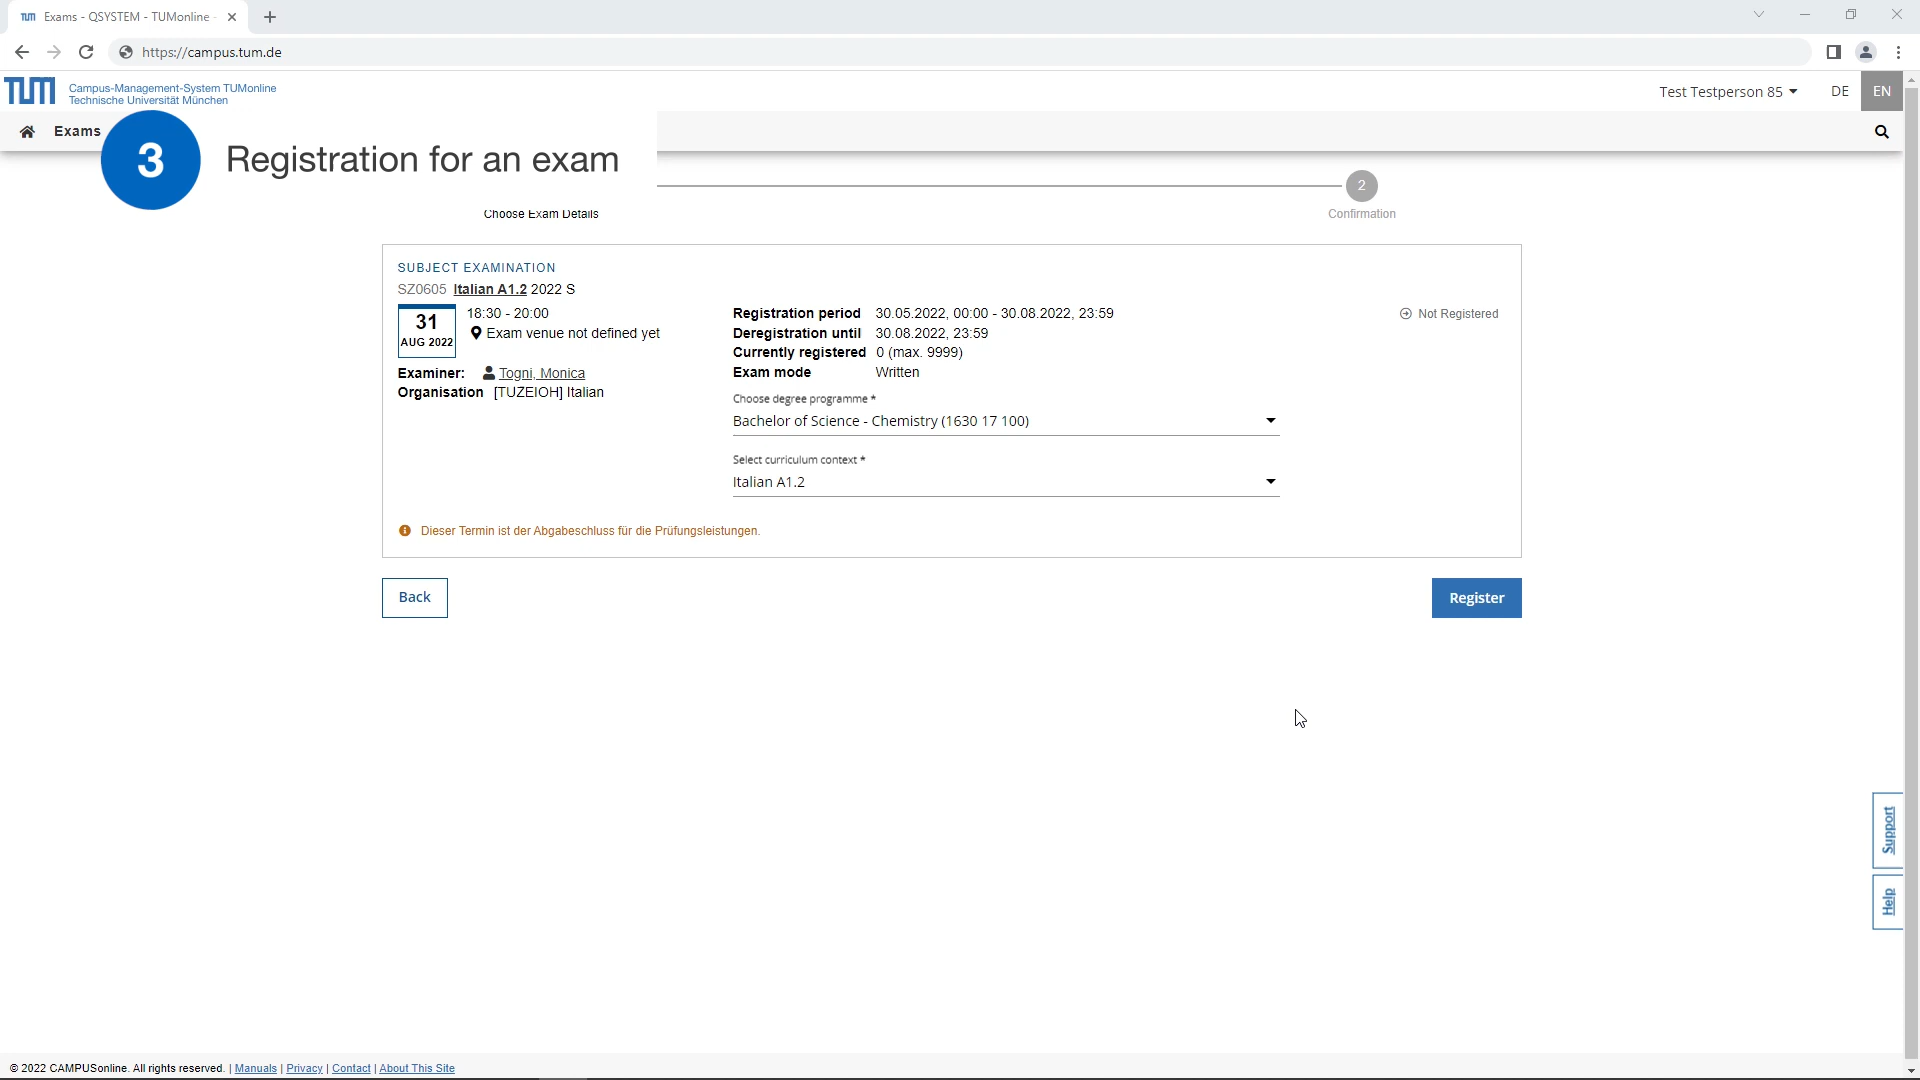 TUM Exams - QSYSTEM - TUMonline
https://campus.tum.de
TUM Campus-Management-System TUMonline
Technische Universität München
Test Testperson 85 DE EN
Exams
3 Registration for an exam
2
Choose Exam Details Confirmation
SUBJECT EXAMINATION
SZ0605 Italian A1.2 2022 S
31
AUG 2022
18:30 - 20:00
Exam venue not defined yet
Examiner: Togni, Monica
Organisation [TUZEIOH] Italian
Registration period 30.05.2022, 00:00 - 30.08.2022, 23:59
Deregistration until 30.08.2022, 23:59
Currently registered 0 (max. 9999)
Exam mode Written
Not Registered
Choose degree programme *
Bachelor of Science - Chemistry (1630 17 100)
Select curriculum context *
Italian A1.2
Dieser Termin ist der Abgabeschluss für die Prüfungsleistungen.
Back
Register
Support
Help
© 2022 CAMPUSonline. All rights reserved. | Manuals | Privacy | Contact | About This Site